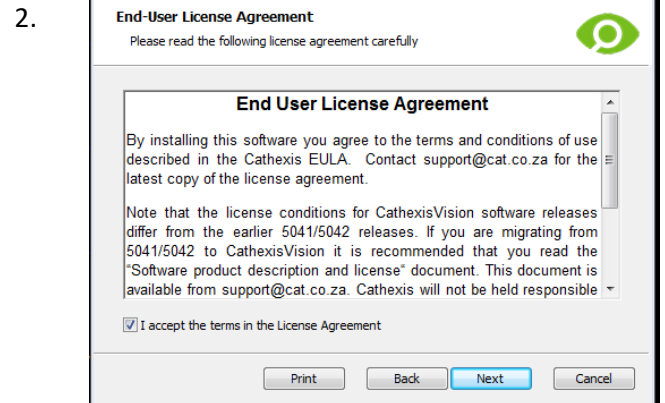 2.
End-User License Agreement
Please read the following license agreement carefully
End User License Agreement
By installing this software you agree to the terms and conditions of use
described in the Cathexis EULA. Contact support@cat.co.za for the
latest copy of the license agreement.
Note that the license conditions for CathexisVision software releases
differ from the earlier 5041/5042 releases. If you are migrating from
5041/5042 to CathexisVision it is recommended that you read the
"Software product description and license" document. This document is
available from support@cat.co.za. Cathexis will not be held responsible
I accept the terms in the License Agreement
Print Back Next Cancel